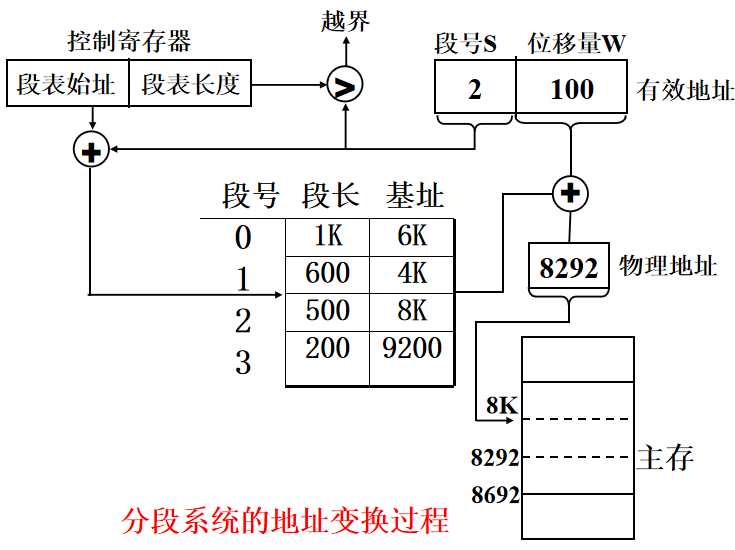 越界
控制寄存器
段号S 位移量W
段表始址 段表长度
>
2 100 有效地址
+
+
段号 段长 基址
0 1K 6K
1 600 4K
2 500 8K
3 200 9200
8292 物理地址
8K
8292
主存
8692
分段系统的地址变换过程